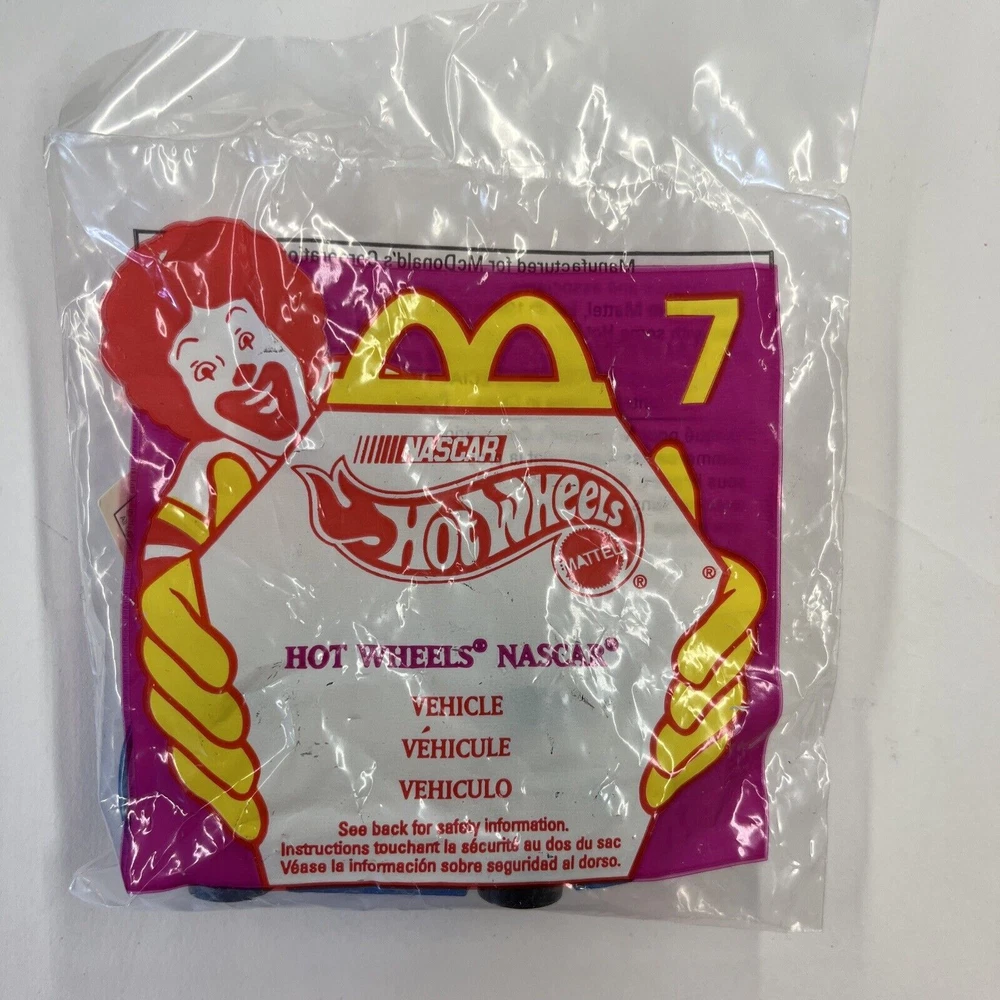 Manufactured for McDonald's Corporation
7
NASCAR
HOT WHEELS
MATTEL
®
®
HOT WHEELS® NASCAR®
VEHICLE
VÉHICULE
VEHICULO
See back for safety information.
Instructions touchant la sécurité au dos du sac
Véase la información sobre seguridad al dorso.